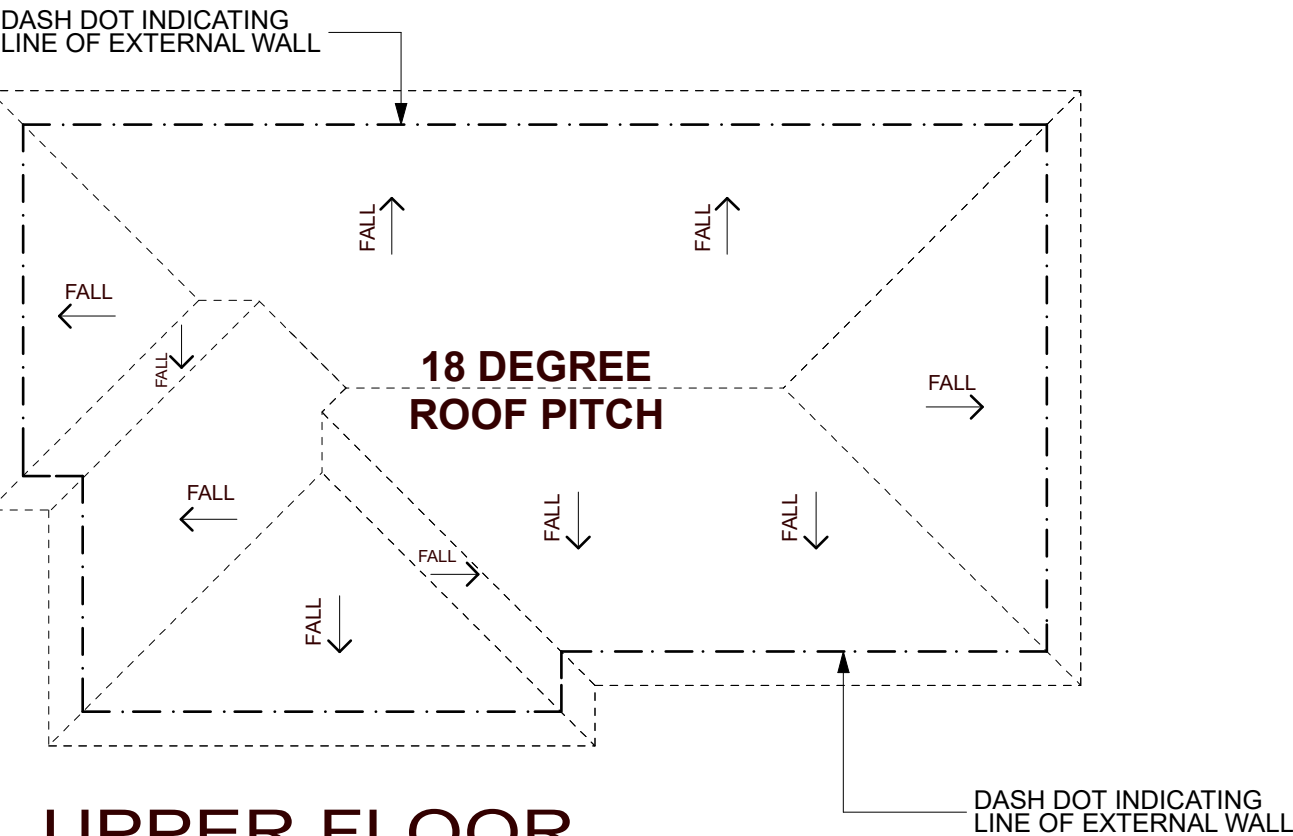 DASH DOT INDICATING
LINE OF EXTERNAL WALL
FALL
FALL
FALL
FALL
18 DEGREE
ROOF PITCH
FALL
FALL
FALL
FALL
FALL
FALL
UPPER FLOOR
DASH DOT INDICATING
LINE OF EXTERNAL WALL